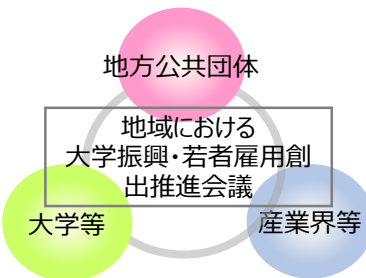 地方公共団体
地域における
大学振興・若者雇用創
出推進会議
大学等
産業界等